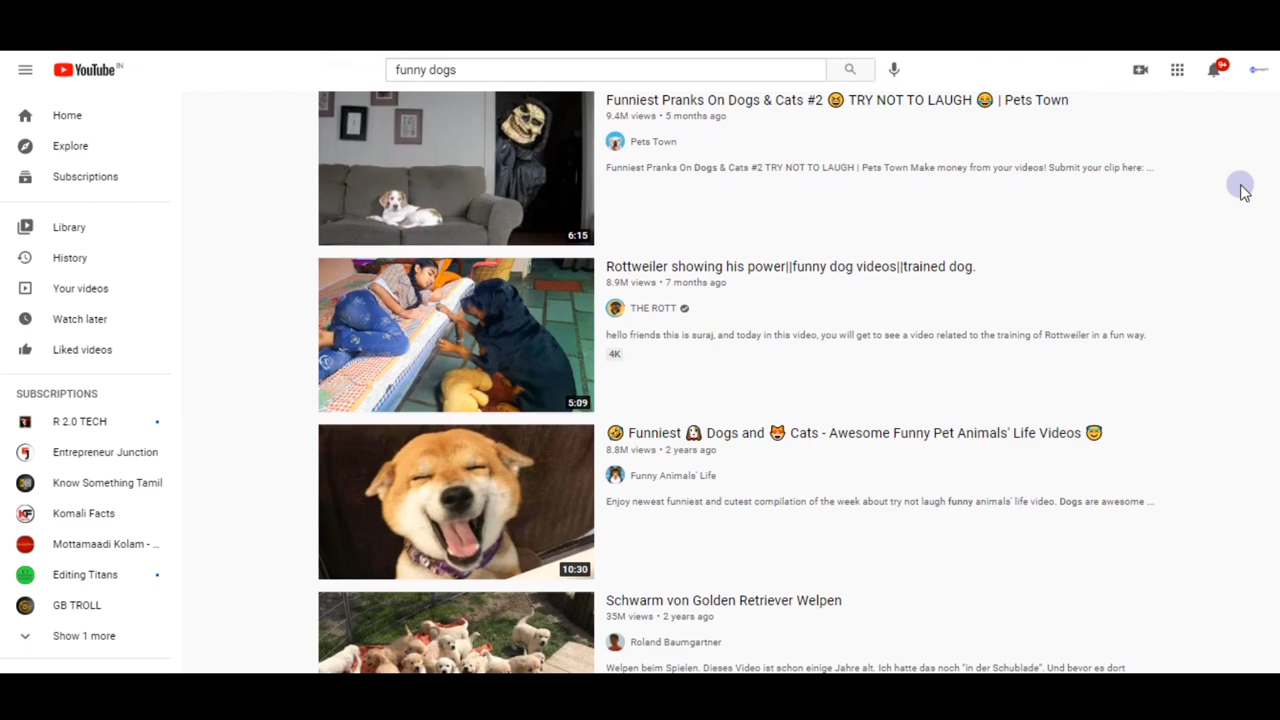 YouTube IN
funny dogs
9+
Home
Explore
Subscriptions
Library
History
Your videos
Watch later
Liked videos
SUBSCRIPTIONS
R 2.0 TECH
Entrepreneur Junction
Know Something Tamil
Komali Facts
Mottamaadi Kolam - ...
Editing Titans
GB TROLL
Show 1 more
Funniest Pranks On Dogs & Cats #2 😆 TRY NOT TO LAUGH 😂 | Pets Town
9.4M views • 5 months ago
Pets Town
Funniest Pranks On Dogs & Cats #2 TRY NOT TO LAUGH | Pets Town Make money from your videos! Submit your clip here: ...
6:15
Rottweiler showing his power||funny dog videos||trained dog.
8.9M views • 7 months ago
THE ROTT
hello friends this is suraj, and today in this video, you will get to see a video related to the training of Rottweiler in a fun way.
4K
5:09
🤣 Funniest 🐶 Dogs and 😻 Cats - Awesome Funny Pet Animals' Life Videos 😇
8.8M views • 2 years ago
Funny Animals' Life
Enjoy newest funniest and cutest compilation of the week about try not laugh funny animals' life video. Dogs are awesome ...
10:30
Schwarm von Golden Retriever Welpen
35M views • 2 years ago
Roland Baumgartner
Welpen beim Spielen. Dieses Video ist schon einige Jahre alt. Ich hatte das noch "in der Schublade". Und bevor es dort